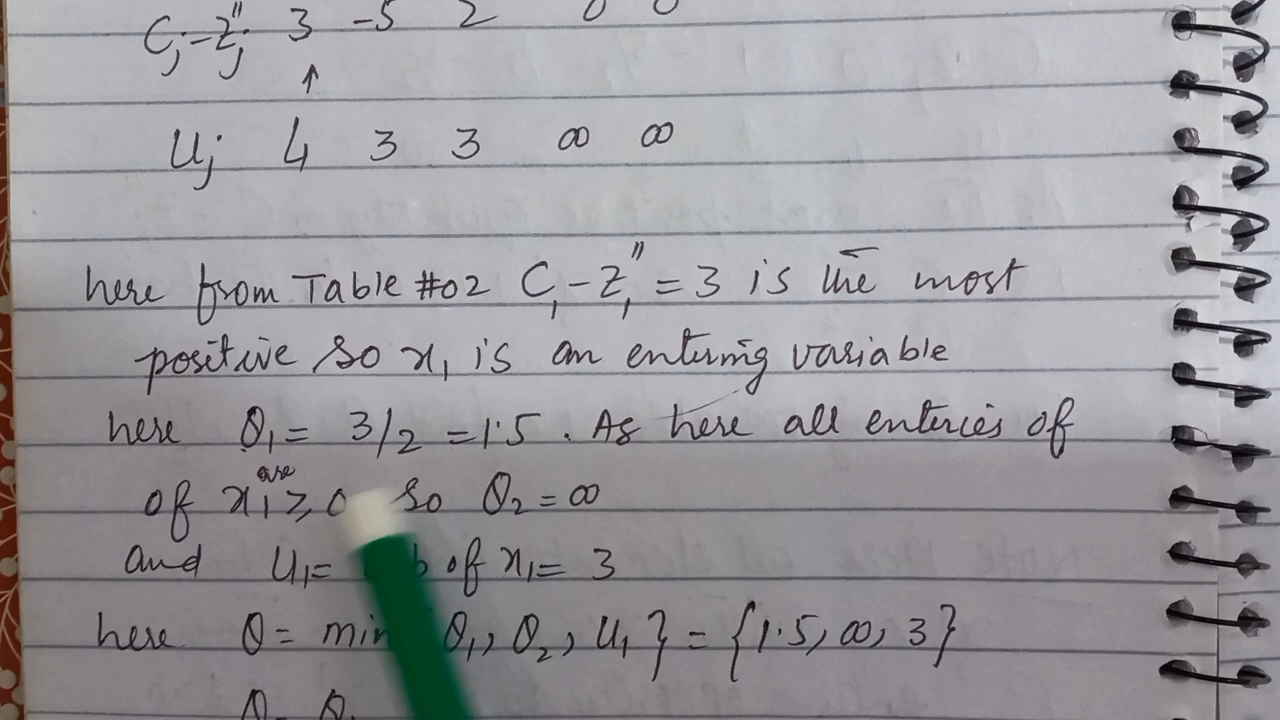 Cj-Zj'' 3 -5 2 0 0
↑
Uj 4 3 3 ∞ ∞
here from Table #02 C1-Z1'' = 3 is the most
positive so x1 is an entering variable
here θ1 = 3/2 = 1.5. As here all enteries of
of x1 are ≥ 0 so θ2 = ∞
and U1 = of x1 = 3
here θ = min θ1, θ2, U1} = {1.5, ∞, 3}